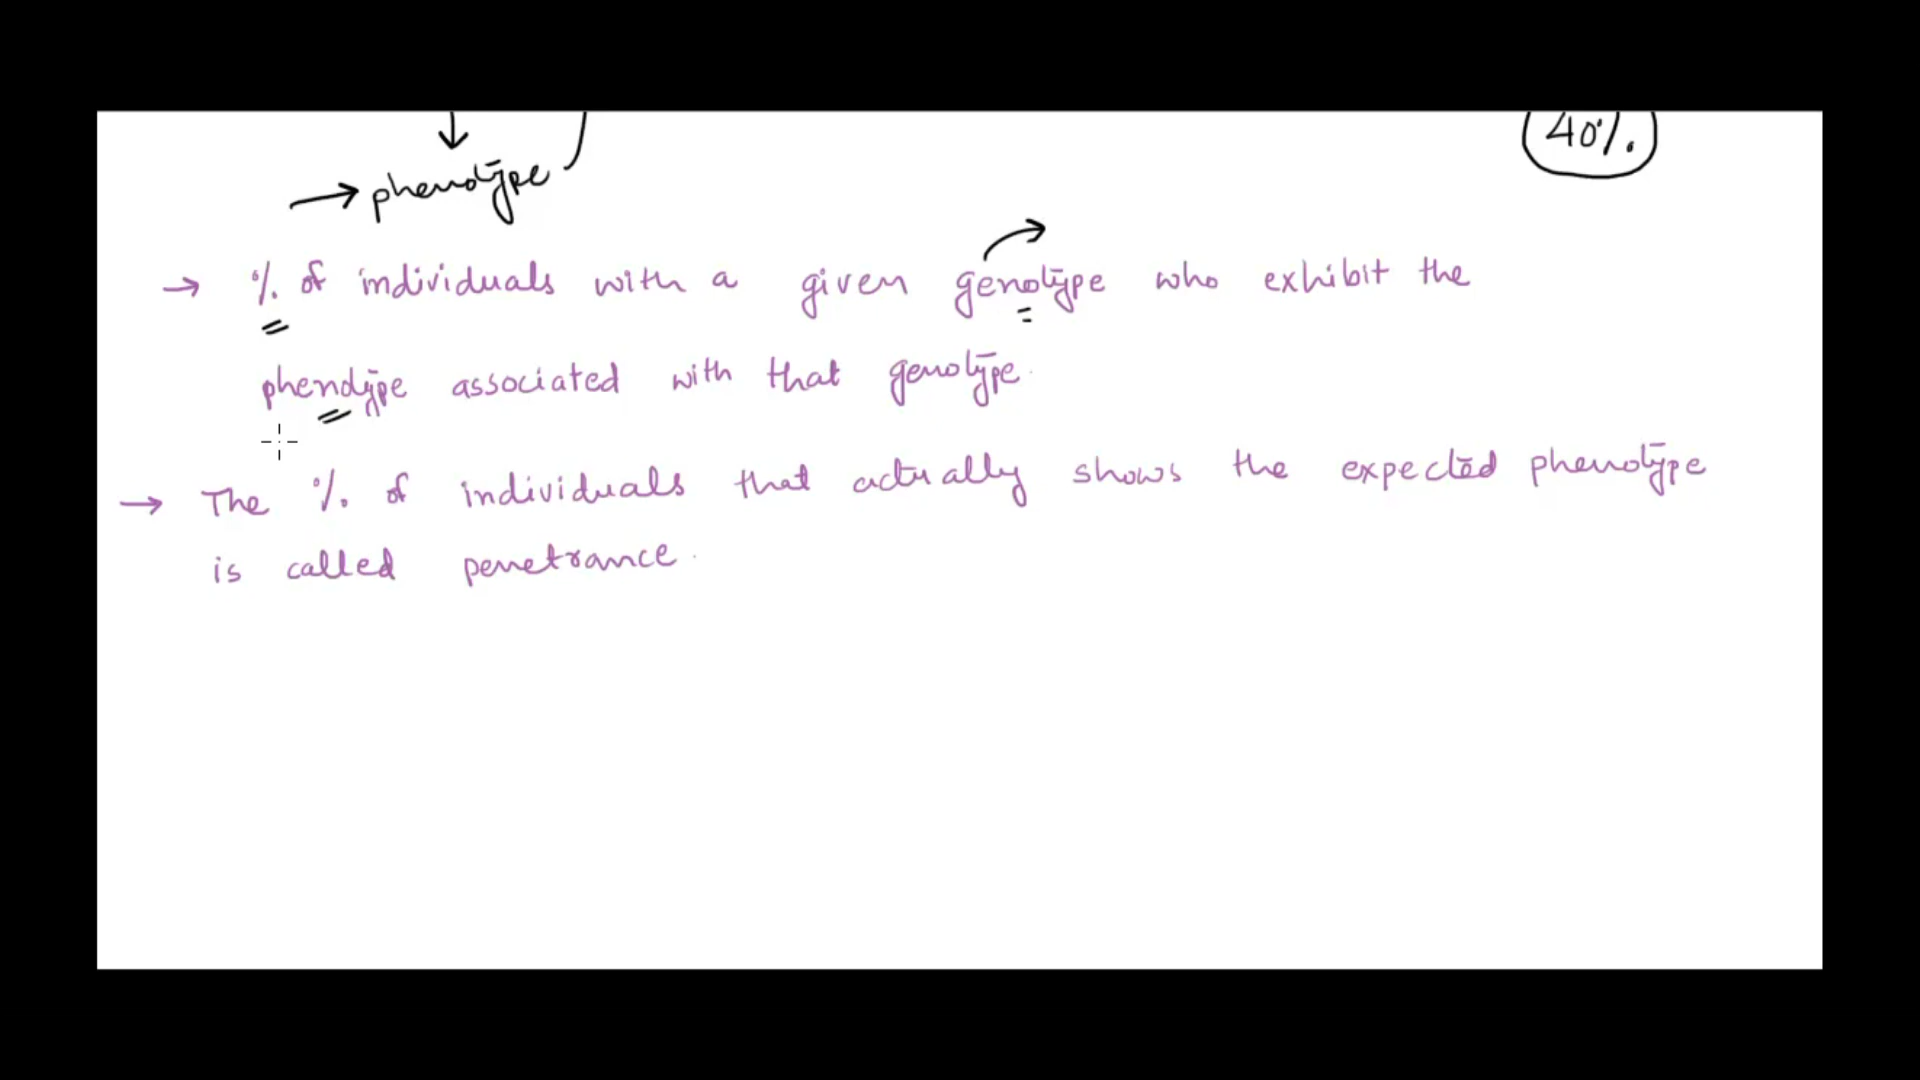 40%.
→ phenotype
→ % of individuals with a given genotype who exhibit the
phenotype associated with that genotype.
→ The % of individuals that actually shows the expected phenotype
is called penetrance.